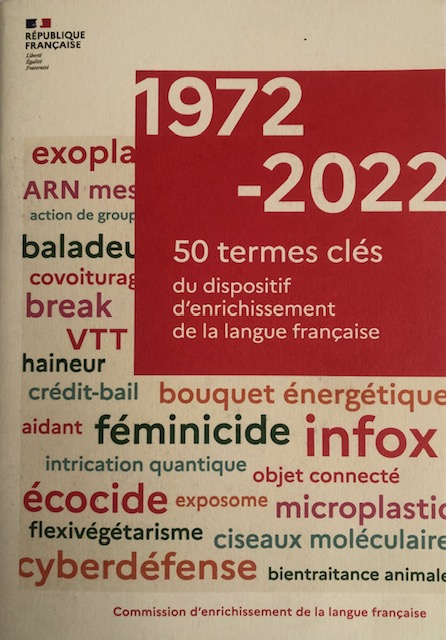 RÉPUBLIQUE
FRANÇAISE
Liberté
Égalité
Fraternité
1972
-2022
50 termes clés
du dispositif
d'enrichissement
de la langue française
exopla
ARN mes
action de group
baladeu
covoiturag
break
VTT
haineur
crédit-bail bouquet énergétique
aidant féminicide infox
intrication quantique objet connecté
écocide exposome microplastic
flexivégétarisme ciseaux moléculaire
cyberdéfense bientraitance animale
Commission d'enrichissement de la langue française